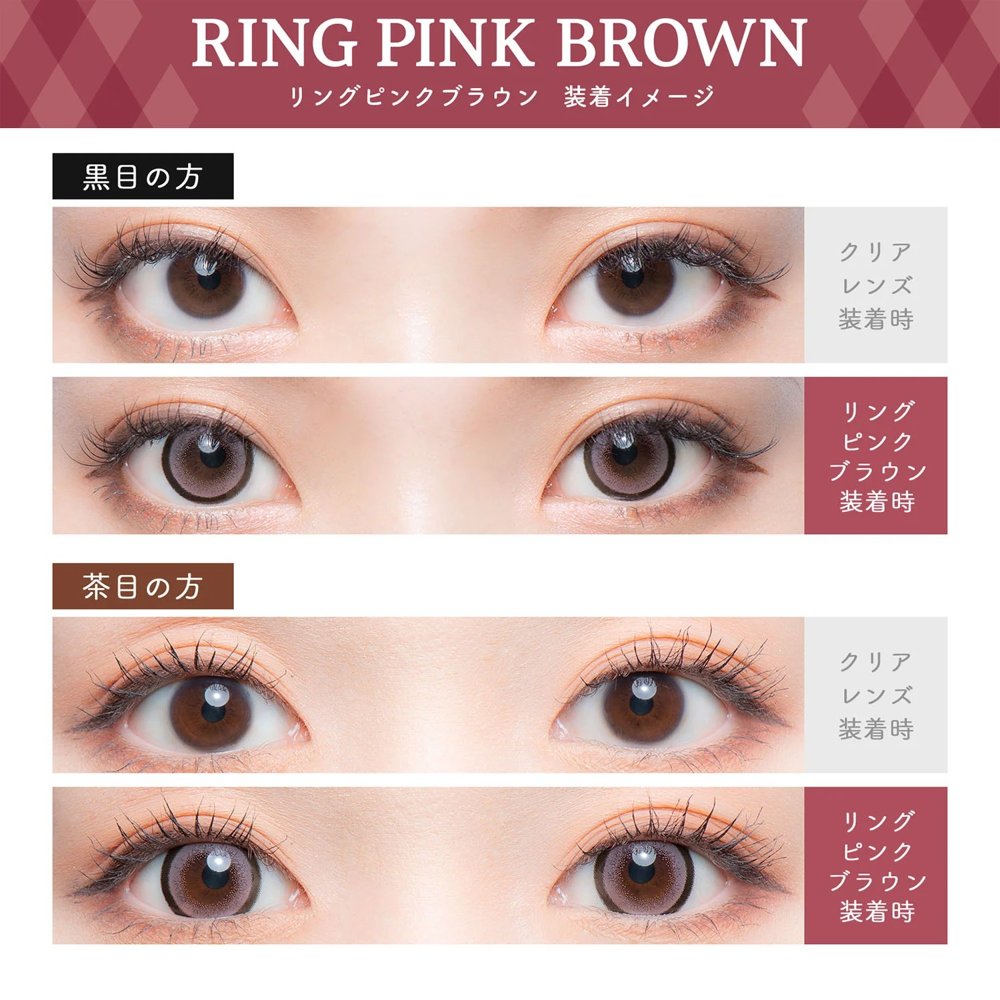 RING PINK BROWN
リングピンクブラウン 装着イメージ
黒目の方
クリア
レンズ
装着時
リング
ピンク
ブラウン
装着時
茶目の方
クリア
レンズ
装着時
リング
ピンク
ブラウン
装着時